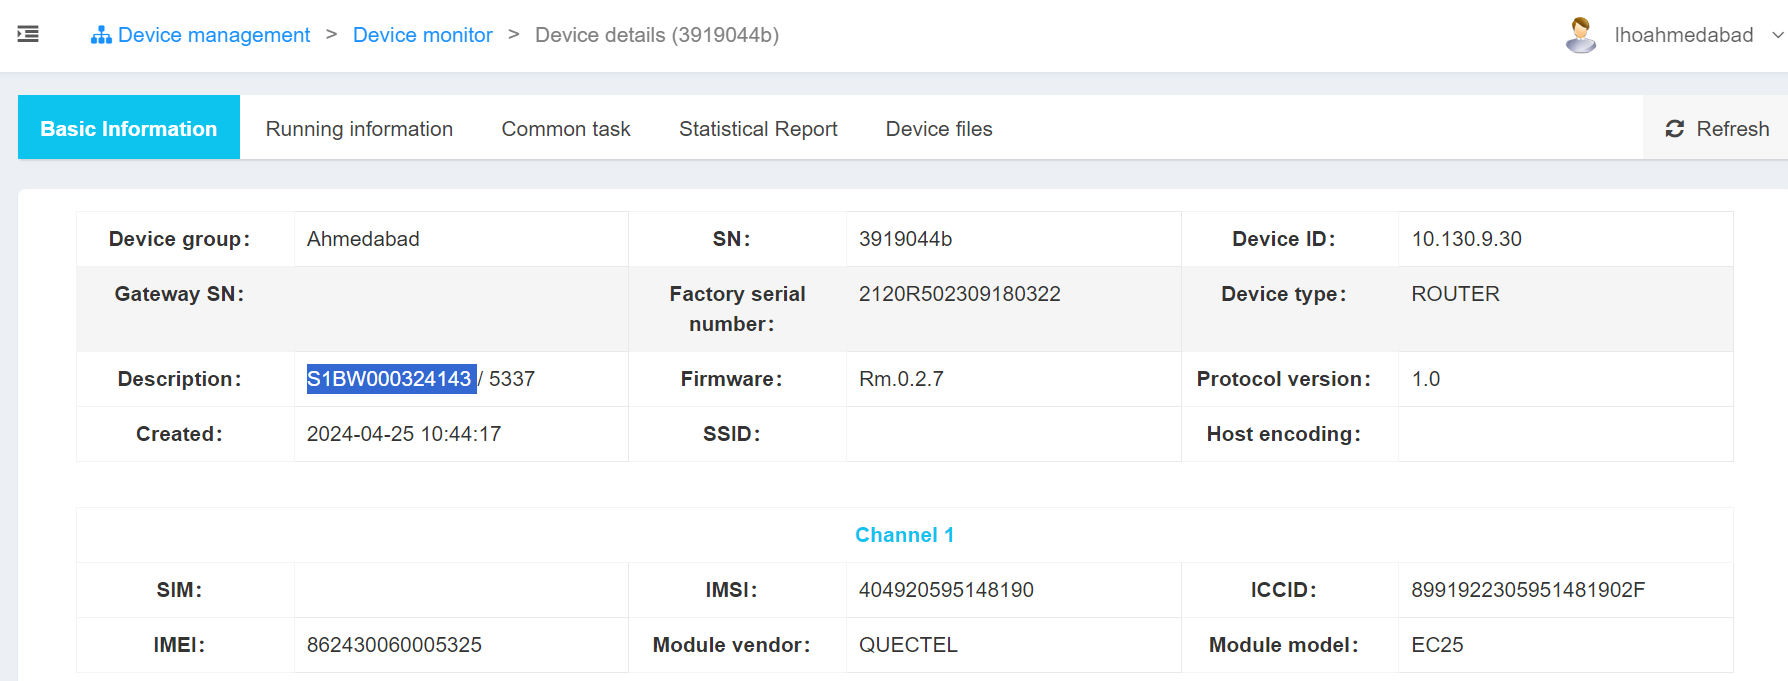 Device management > Device monitor > Device details (3919044b)
lhoahmedabad
Basic Information Running information Common task Statistical Report Device files Refresh
Device group: Ahmedabad SN: 3919044b Device ID: 10.130.9.30
Gateway SN: Factory serial number: 2120R502309180322 Device type: ROUTER
Description: S1BW000324143 / 5337 Firmware: Rm.0.2.7 Protocol version: 1.0
Created: 2024-04-25 10:44:17 SSID: Host encoding:
Channel 1
SIM: IMSI: 404920595148190 ICCID: 8991922305951481902F
IMEI: 862430060005325 Module vendor: QUECTEL Module model: EC25